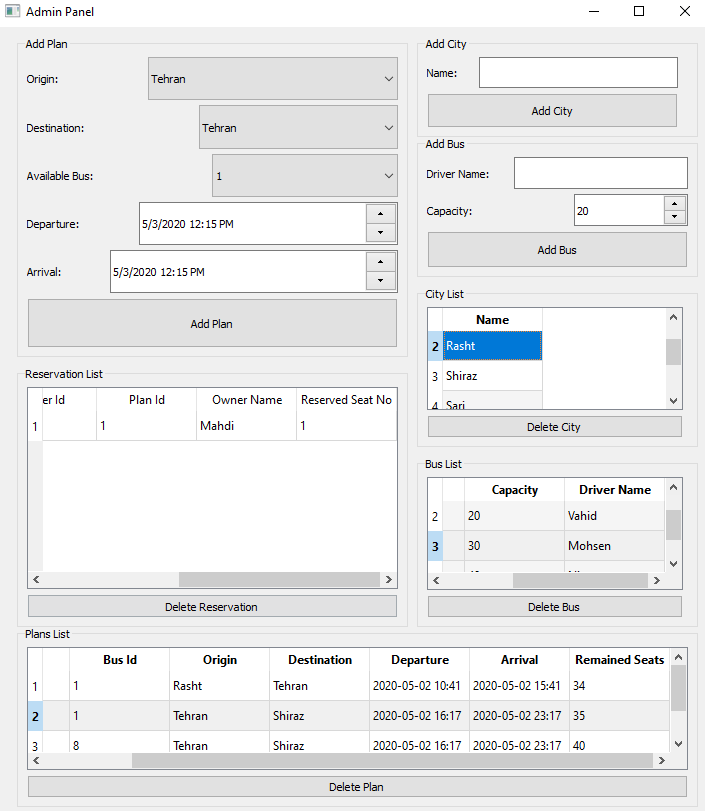 Admin Panel
Add Plan
Origin: Tehran
Destination: Tehran
Available Bus: 1
Departure: 5/3/2020 12:15 PM
Arrival: 5/3/2020 12:15 PM
Add Plan
Add City
Name:
Add City
Add Bus
Driver Name:
Capacity: 20
Add Bus
City List
Name
2 Rasht
3 Shiraz
4 Sari
Delete City
Reservation List
er Id Plan Id Owner Name Reserved Seat No
1 1 Mahdi 1
Delete Reservation
Bus List
Capacity Driver Name
2 20 Vahid
3 30 Mohsen
Delete Bus
Plans List
Bus Id Origin Destination Departure Arrival Remained Seats
1 1 Rasht Tehran 2020-05-02 10:41 2020-05-02 15:41 34
2 1 Tehran Shiraz 2020-05-02 16:17 2020-05-02 23:17 35
3 8 Tehran Shiraz 2020-05-02 16:17 2020-05-02 23:17 40
Delete Plan